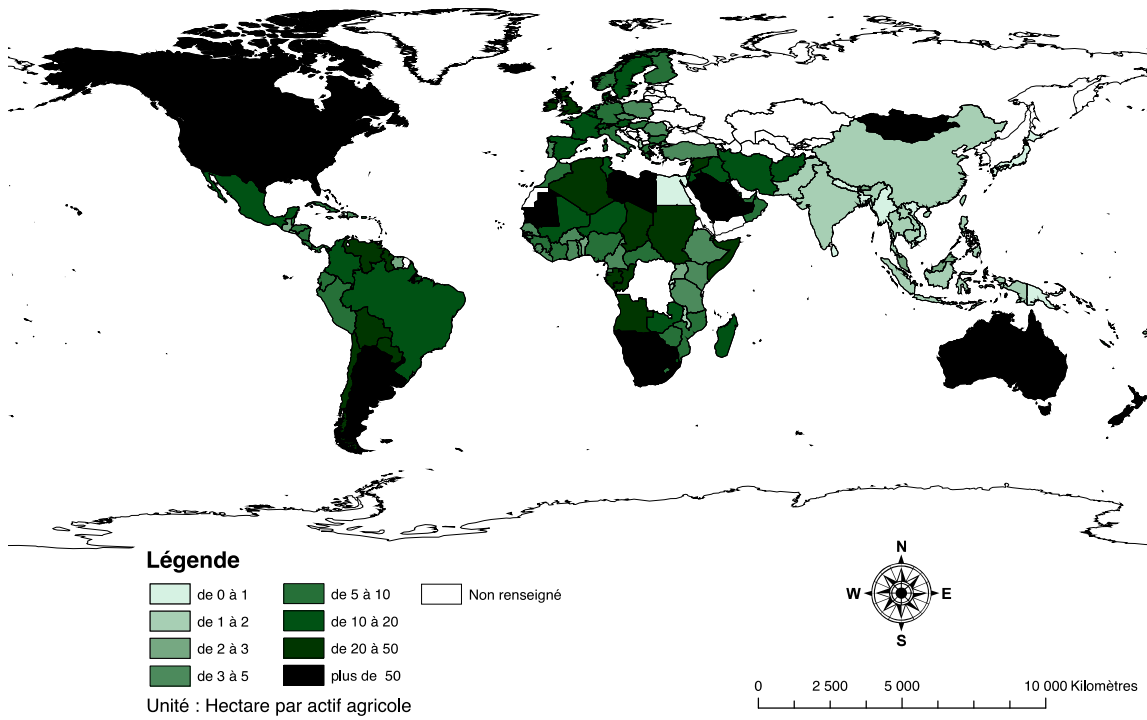 Légende
de 0 à 1
de 1 à 2
de 2 à 3
de 3 à 5
de 5 à 10
de 10 à 20
de 20 à 50
plus de 50
Non renseigné
Unité : Hectare par actif agricole
N
W E
S
0 2 500 5 000 10 000 Kilomètres